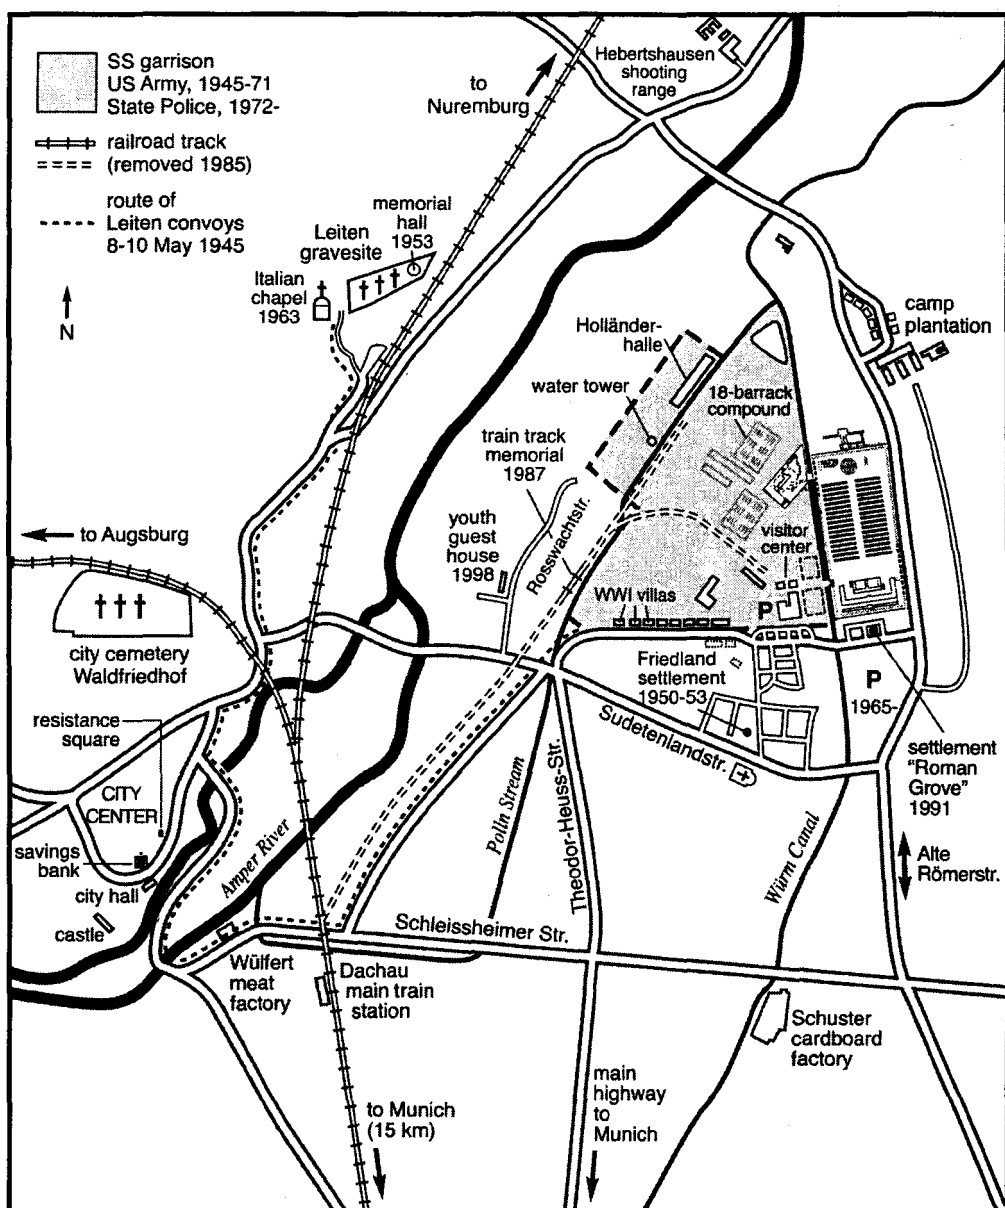 SS garrison
US Army, 1945-71
State Police, 1972-
railroad track
(removed 1985)
route of
Leiten convoys
8-10 May 1945
N
to
Nuremburg
Hebertshausen
shooting
range
memorial
hall
1953
Leiten
gravesite
Italian
chapel
1963
camp
plantation
Holländer-
halle
water tower
18-barrack
compound
train track
memorial
1987
youth
guest
house
1998
Rosswachtstr.
visitor
center
WWI villas
P
to Augsburg
city cemetery
Waldfriedhof
Friedland
settlement
1950-53
P
1965-
resistance
square
Sudetenlandstr.
settlement
"Roman
Grove"
1991
CITY
CENTER
savings
bank
city hall
castle
Amper River
Polln Stream
Theodor-Heuss-Str.
Würm Canal
Alte
Römerstr.
Schleissheimer Str.
Wülfert
meat
factory
Dachau
main train
station
Schuster
cardboard
factory
to Munich
(15 km)
main
highway
to
Munich